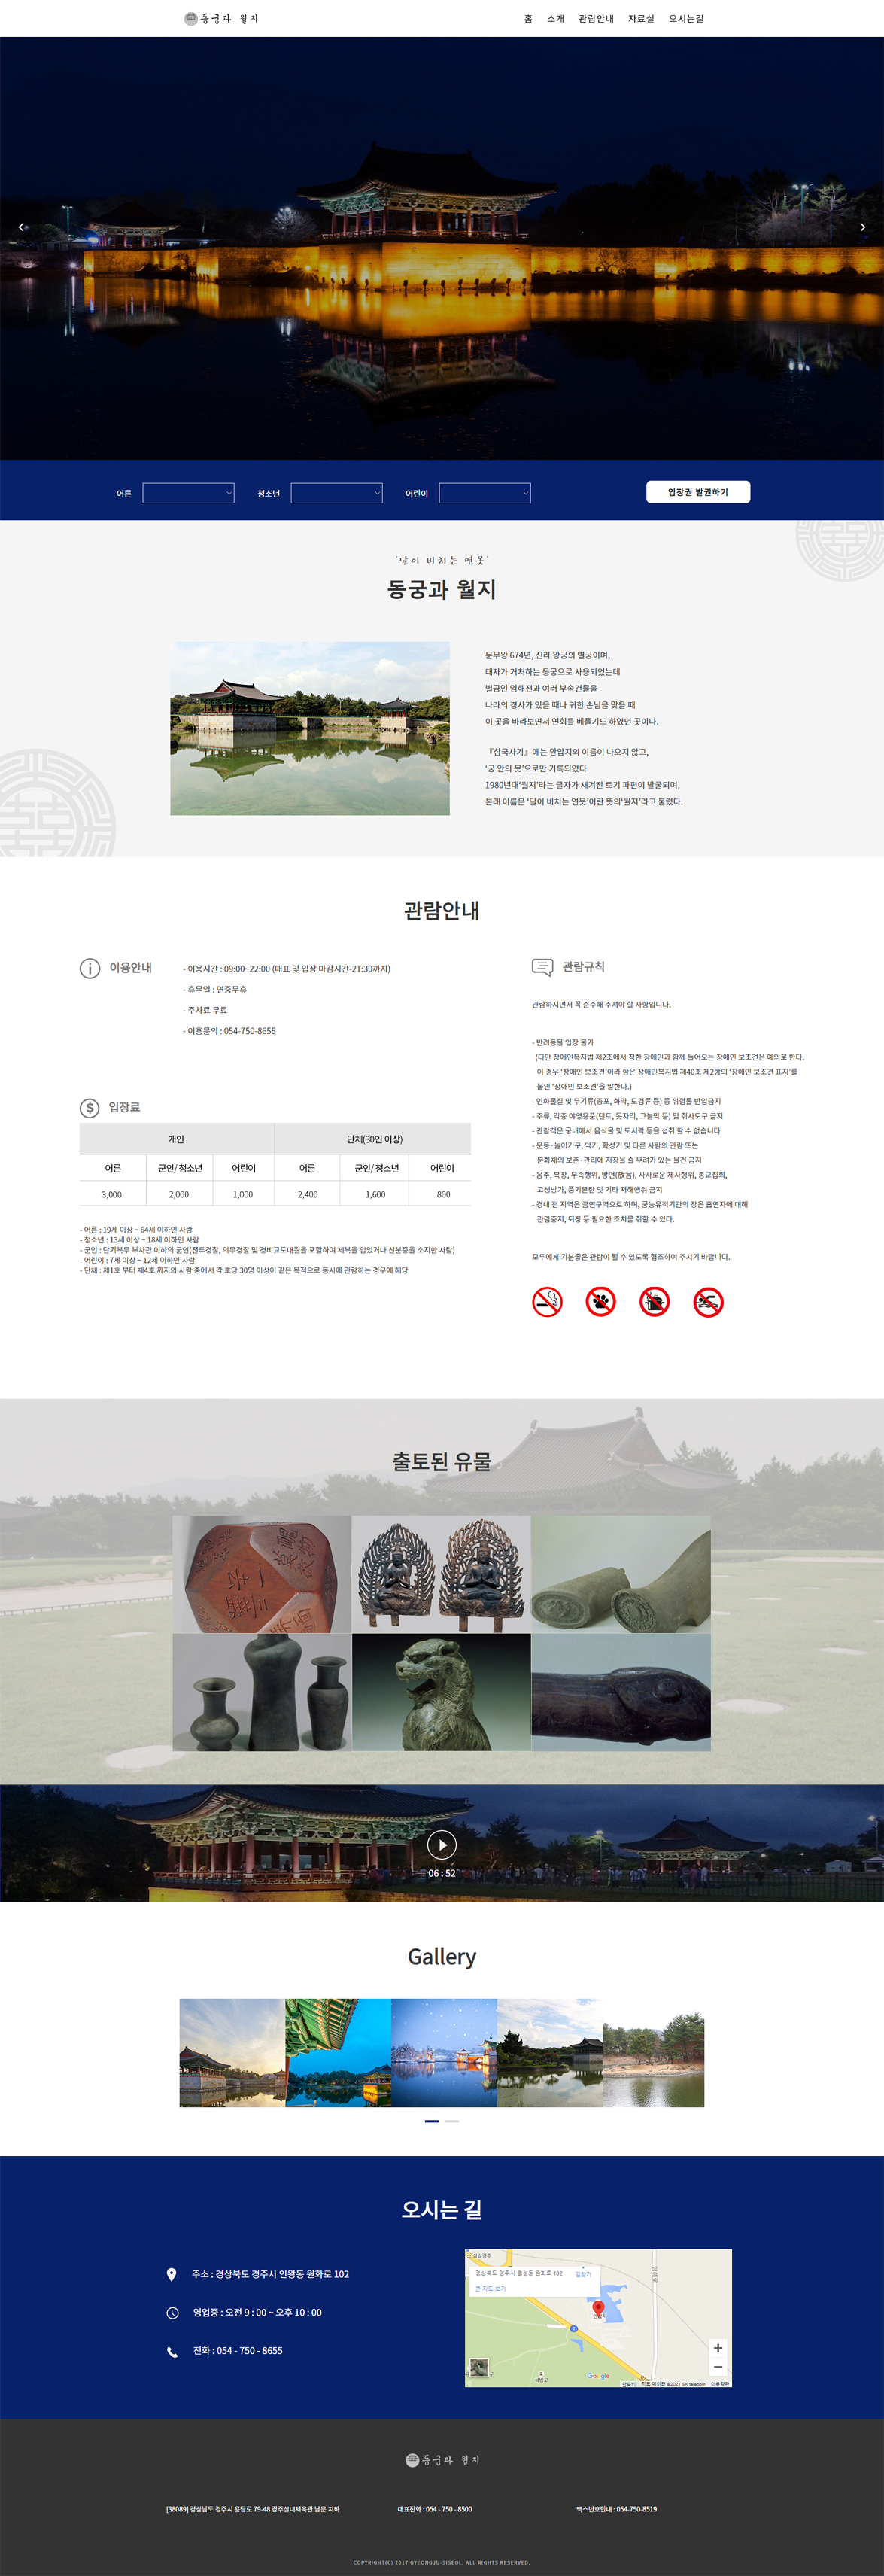 동궁과 월지
홈 소개 관람안내 자료실 오시는길
어른 청소년 어린이 입장권 발권하기
'달이 비치는 연못'
동궁과 월지
문무왕 674년, 신라 왕궁의 별궁이며,
태자가 거처하는 동궁으로 사용되었는데
별궁인 임해전과 여러 부속건물을
나라의 경사가 있을 때나 귀한 손님을 맞을 때
이 곳을 바라보면서 연회를 베풀기도 하였던 곳이다.
『삼국사기』에는 안압지의 이름이 나오지 않고,
‘궁 안의 못’으로만 기록되었다.
1980년대‘월지’라는 글자가 새겨진 토기 파편이 발굴되며,
본래 이름은 ‘달이 비치는 연못’이란 뜻의‘월지’라고 불렀다.
관람안내
이용안내
- 이용시간 : 09:00~22:00 (매표 및 입장 마감시간-21:30까지)
- 휴무일 : 연중무휴
- 주차료 무료
- 이용문의 : 054-750-8655
입장료
개인 단체(30인 이상)
어른 군인/ 청소년 어린이 어른 군인/ 청소년 어린이
3,000 2,000 1,000 2,400 1,600 800
- 어른 : 19세 이상 ~ 64세 이하인 사람
- 청소년 : 13세 이상 ~ 18세 이하인 사람
- 군인 : 단기복무 부사관 이하의 군인(전투경찰, 의무경찰 및 경비교도대원을 포함하여 제복을 입었거나 신분증을 소지한 사람)
- 어린이 : 7세 이상 ~ 12세 이하인 사람
- 단체 : 제1호 부터 제4호 까지의 사람 중에서 각 호당 30명 이상이 같은 목적으로 동시에 관람하는 경우에 해당
관람규칙
관람하시면서 꼭 준수해 주셔야 할 사항입니다.
- 반려동물 입장 불가
(다만 장애인복지법 제2조에서 정한 장애인과 함께 들어오는 장애인 보조견은 예외로 한다.
이 경우 ‘장애인 보조견’이라 함은 장애인복지법 제40조 제2항의 ‘장애인 보조견 표지’를
붙인 ‘장애인 보조견’을 말한다.)
- 인화물질 및 무기류(총포, 화약, 도검류 등) 등 위험물 반입금지
- 주류, 각종 야영용품(텐트, 돗자리, 그늘막 등) 및 취사도구 금지
- 관람객은 궁내에서 음식물 및 도시락 등을 섭취 할 수 없습니다
- 운동·놀이기구, 악기, 확성기 및 다른 사람의 관람 또는
문화재의 보존·관리에 지장을 줄 우려가 있는 물건 금지
- 음주, 복장, 무속행위, 방언(放言), 사사로운 제사행위, 종교집회,
고성방가, 풍기문란 및 기타 저해행위 금지
- 경내 전 지역은 금연구역으로 하며, 궁능유적기관의 장은 흡연자에 대해
관람중지, 퇴장 등 필요한 조치를 취할 수 있다.
모두에게 기분좋은 관람이 될 수 있도록 협조하여 주시기 바랍니다.
출토된 유물
06 : 52
Gallery
오시는 길
주소 : 경상북도 경주시 인왕동 원화로 102
영업중 : 오전 9 : 00 ~ 오후 10 : 00
전화 : 054 - 750 - 8655
경상북도 경주시 월성동 원화로 102 길찾기
큰 지도 보기
Google
동궁과 월지
[38089] 경상남도 경주시 용담로 79-48 경주실내체육관 남문 지하 대표전화 : 054 - 750 - 8500 팩스번호안내 : 054-750-8519
COPYRIGHT(C) 2017 GYEONGJU-SISEOL. ALL RIGHTS RESERVED.